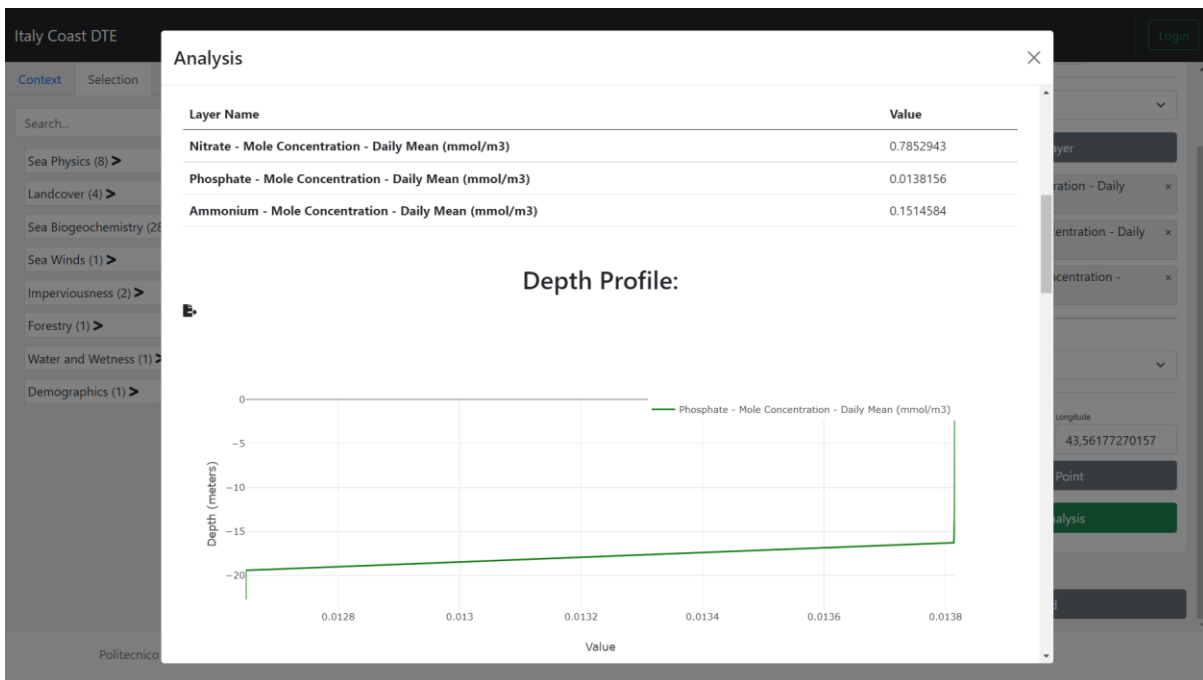 Italy Coast DTE
Login
Context Selection
Search...
Sea Physics (8) >
Landcover (4) >
Sea Biogeochemistry (28
Sea Winds (1) >
Imperviousness (2) >
Forestry (1) >
Water and Wetness (1) >
Demographics (1) >
Politecnico
Analysis
Layer Name Value
Nitrate - Mole Concentration - Daily Mean (mmol/m3) 0.7852943
Phosphate - Mole Concentration - Daily Mean (mmol/m3) 0.0138156
Ammonium - Mole Concentration - Daily Mean (mmol/m3) 0.1514584
Depth Profile:
Phosphate - Mole Concentration - Daily Mean (mmol/m3)
0
−5
−10
−15
−20
Depth (meters)
0.0128 0.013 0.0132 0.0134 0.0136 0.0138
Value
- Daily
- Daily
-
Longitude
43,56177270157
Point